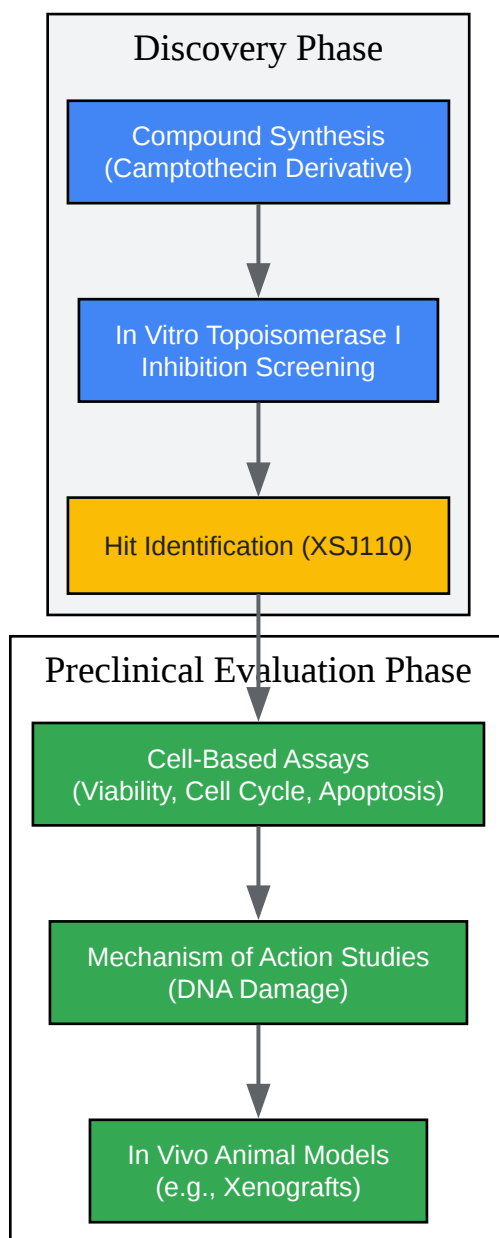 Discovery Phase
Compound Synthesis
(Camptothecin Derivative)
In Vitro Topoisomerase I
Inhibition Screening
Hit Identification (XSJ110)
Preclinical Evaluation Phase
Cell-Based Assays
(Viability, Cell Cycle, Apoptosis)
Mechanism of Action Studies
(DNA Damage)
In Vivo Animal Models
(e.g., Xenografts)